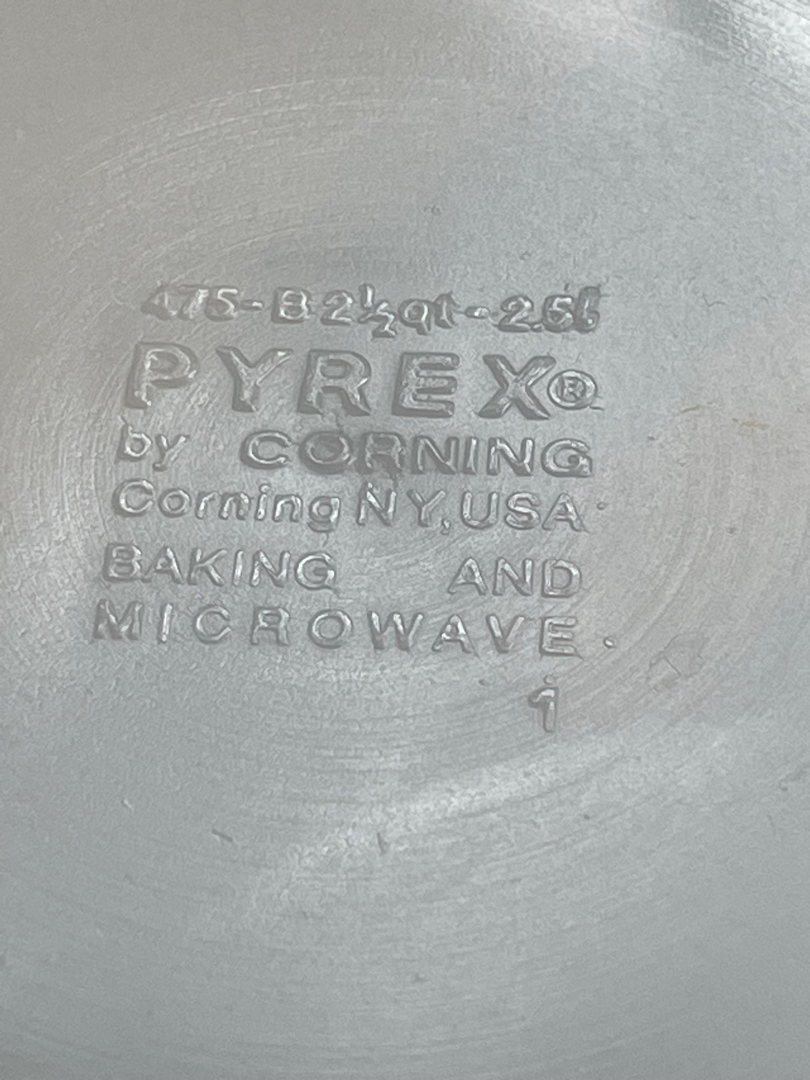 475-B 2½qt-2.5ℓ
PYREX®
by CORNING
Corning NY, USA
BAKING AND
MICROWAVE
1